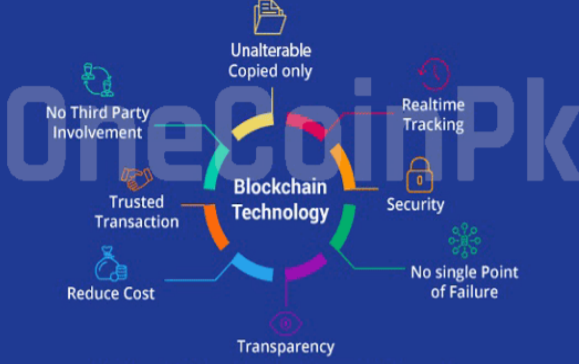 Unalterable
Copied only
No Third Party
Involvement
Realtime
Tracking
OneCoinPk
Blockchain
Technology
Trusted
Transaction
Security
Reduce Cost
No single Point
of Failure
Transparency